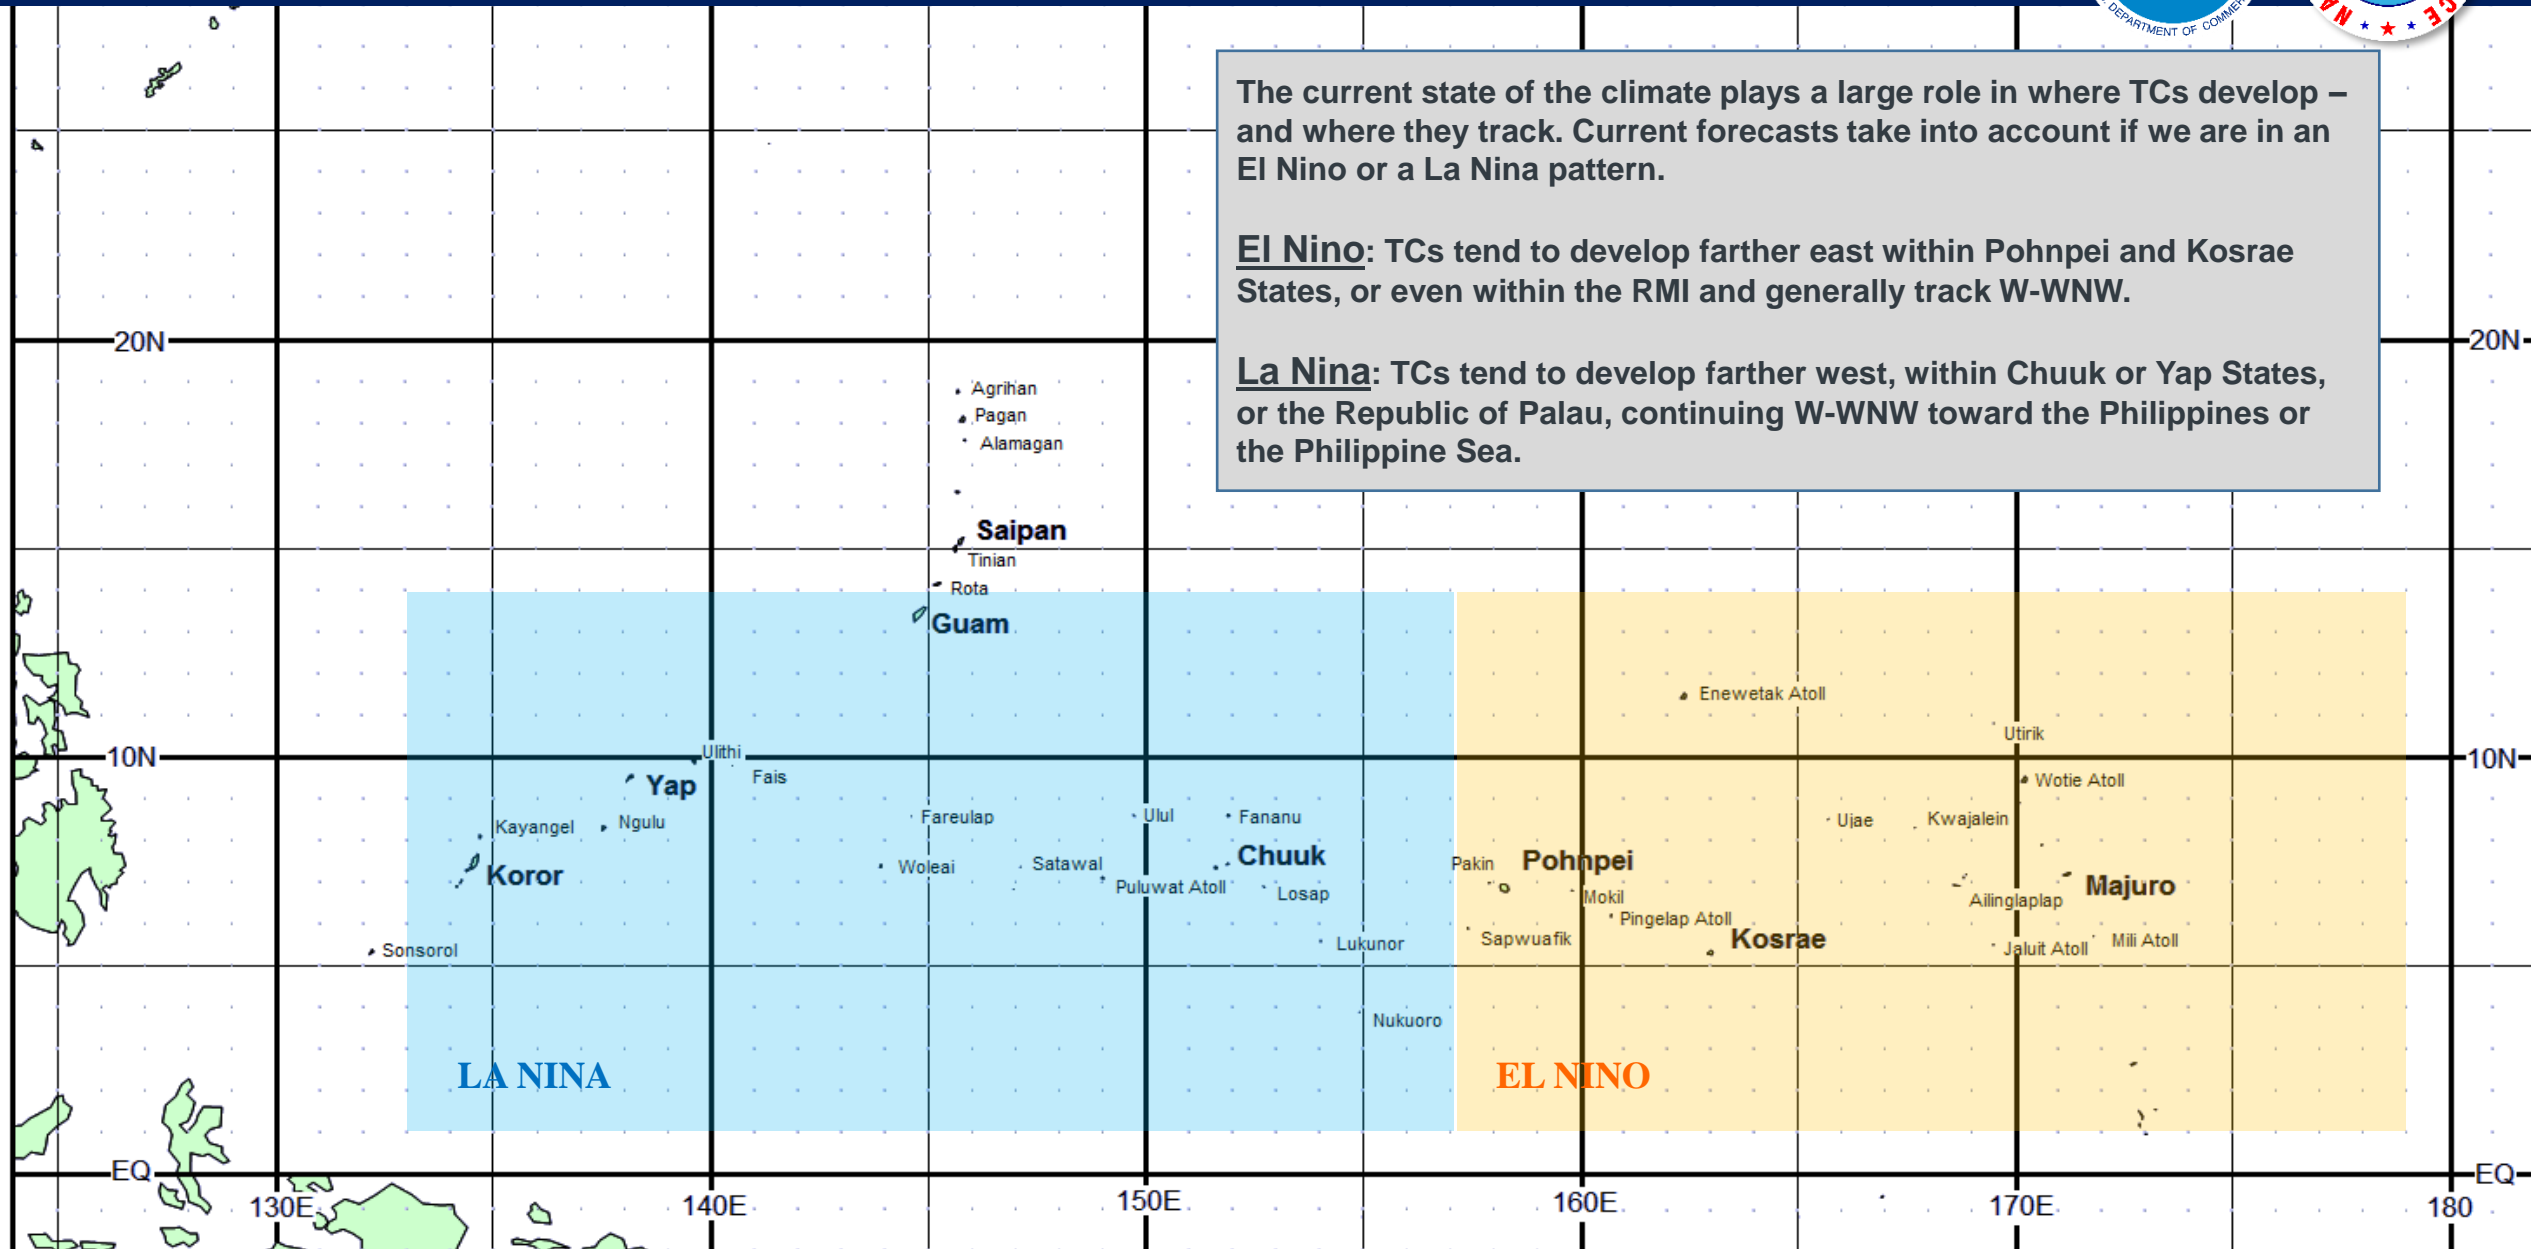 DEPARTMENT OF COMMER
The current state of the climate plays a large role in where TCs develop –
and where they track. Current forecasts take into account if we are in an
El Nino or a La Nina pattern.
El Nino: TCs tend to develop farther east within Pohnpei and Kosrae
States, or even within the RMI and generally track W-WNW.
La Nina: TCs tend to develop farther west, within Chuuk or Yap States,
or the Republic of Palau, continuing W-WNW toward the Philippines or
the Philippine Sea.
20N
20N
Agrihan
Pagan
Alamagan
Saipan
Tinian
Rota
Guam
Enewetak Atoll
Utirik
10N
Ulithi
10N
Yap
Fais
Wotje Atoll
Kayangel
Ngulu
Fareulap
Ulul
Fananu
Ujae
Kwajalein
Koror
Woleai
Satawal
Chuuk
Puluwat Atoll
Losap
Pakin
Pohnpei
Mokil
Pingelap Atoll
Ailinglaplap
Majuro
Sonsorol
Lukunor
Sapwuafik
Kosrae
Jaluit Atoll
Mili Atoll
Nukuoro
LA NINA
EL NINO
EQ
EQ
130E
140E
150E
160E
170E
180